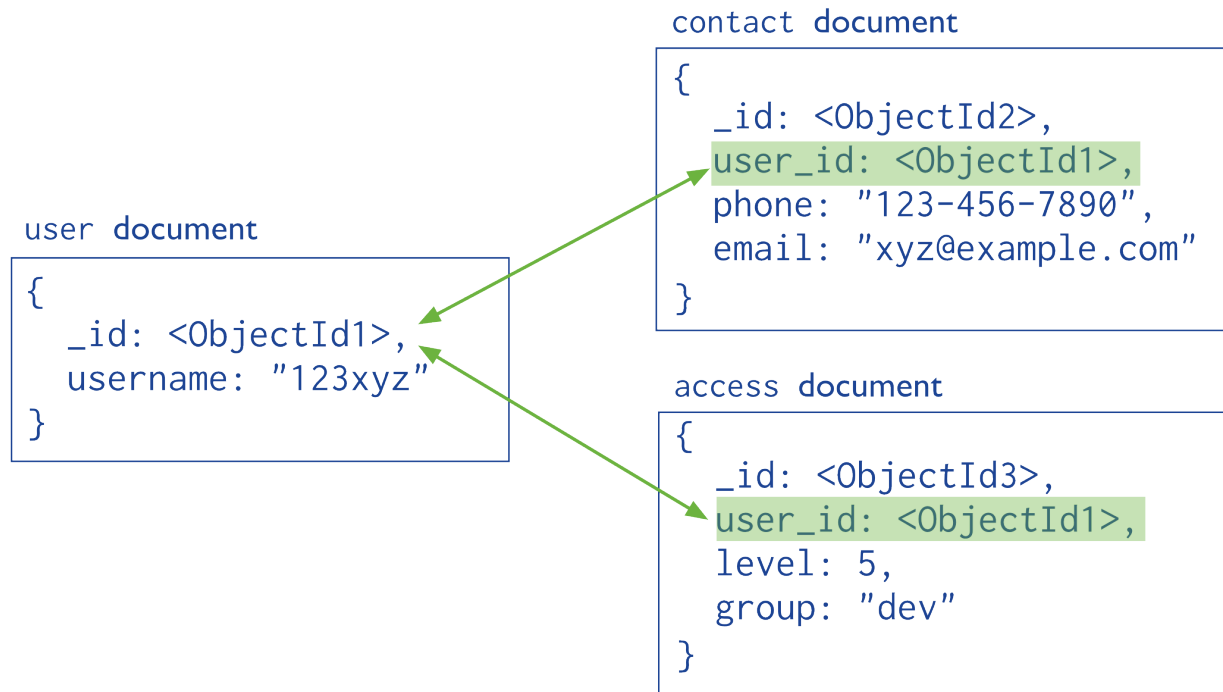 contact document
{
_id: <ObjectId2>,
user_id: <ObjectId1>,
phone: "123-456-7890",
email: "xyz@example.com"
}
user document
{
_id: <ObjectId1>,
username: "123xyz"
}
access document
{
_id: <ObjectId3>,
user_id: <ObjectId1>,
level: 5,
group: "dev"
}